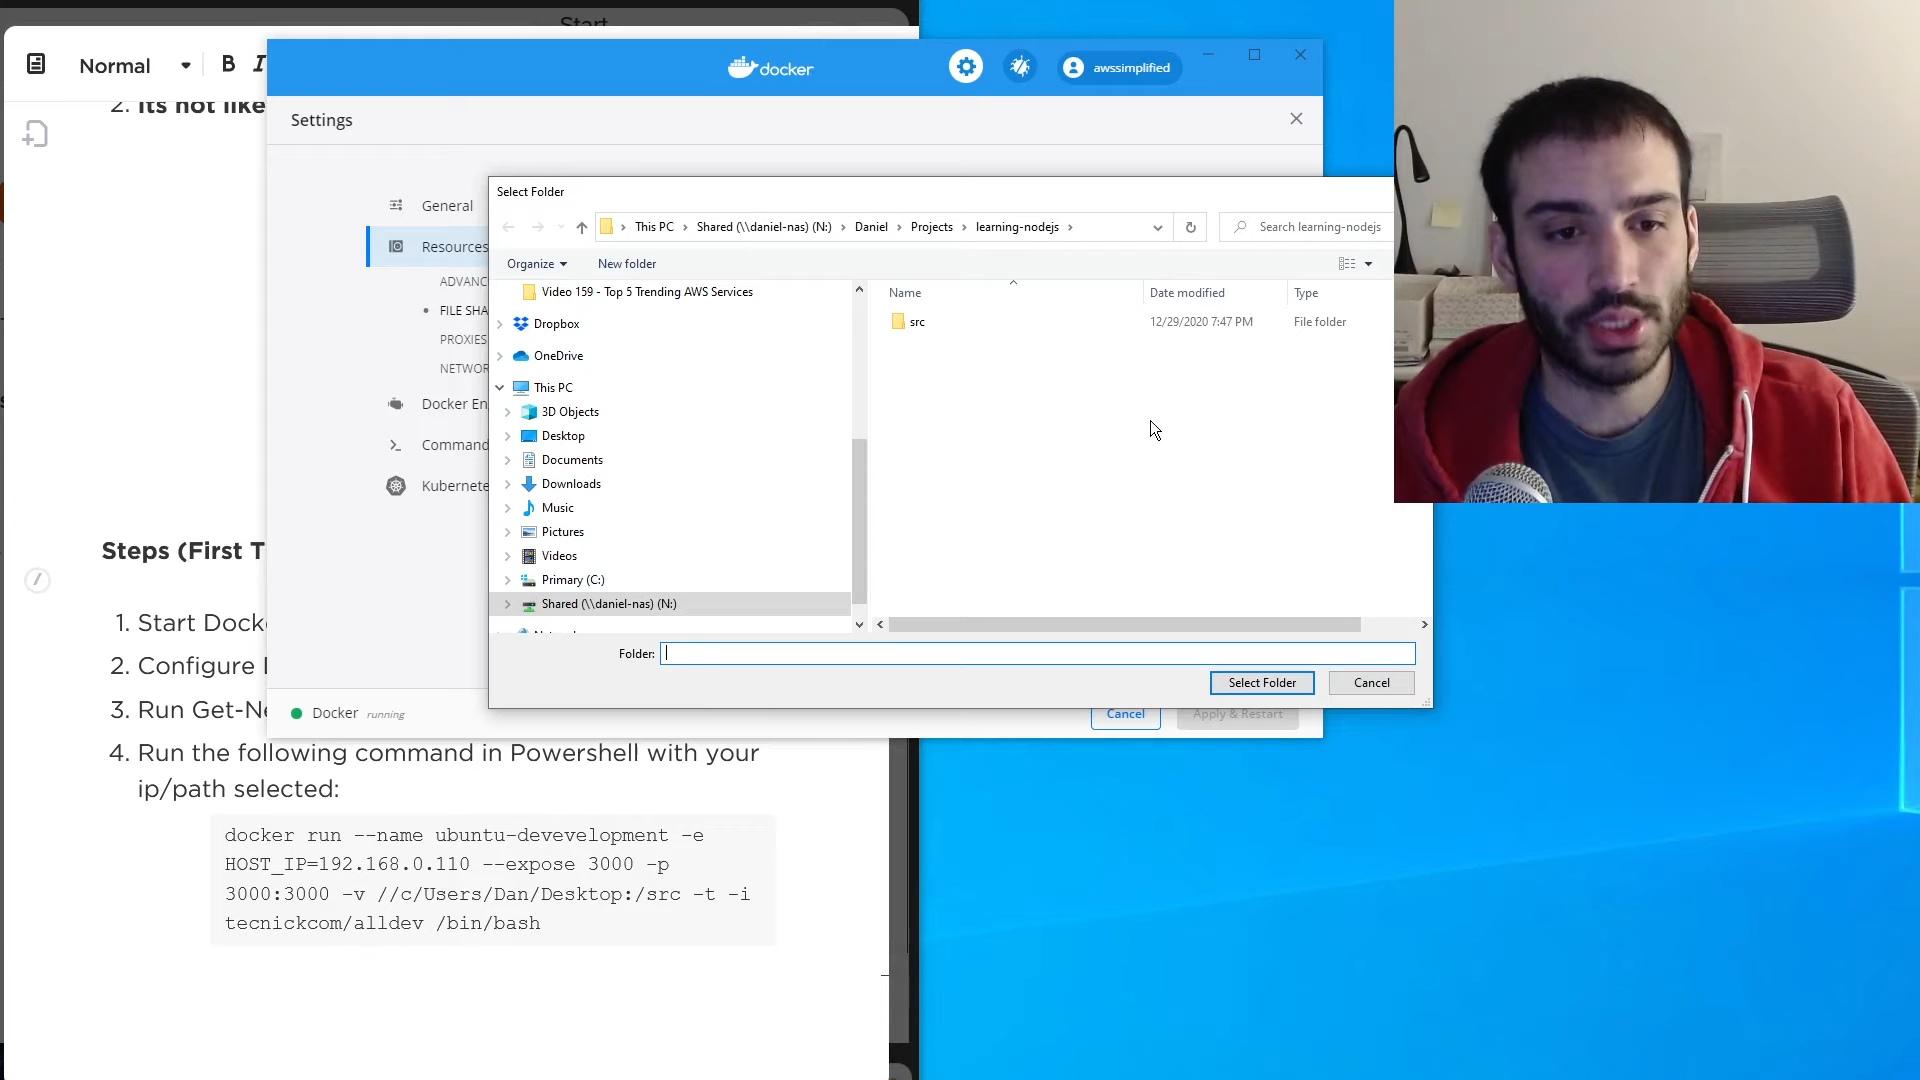 Start
Normal
B I
2. Its not like
docker
awssimplified
Settings
General
Resources
ADVANC
FILE SHA
PROXIES
NETWOR
Docker En
Command
Kubernete
Select Folder
This PC > Shared (\\daniel-nas) (N:) > Daniel > Projects > learning-nodejs >
Search learning-nodejs
Organize
New folder
Video 159 - Top 5 Trending AWS Services
Dropbox
OneDrive
This PC
3D Objects
Desktop
Documents
Downloads
Music
Pictures
Videos
Primary (C:)
Shared (\\daniel-nas) (N:)
Name
Date modified
Type
src
12/29/2020 7:47 PM
File folder
Folder:
Select Folder
Cancel
Docker running
Cancel
Apply & Restart
Steps (First T
1. Start Docke
2. Configure
3. Run Get-Ne
4. Run the following command in Powershell with your
ip/path selected:
docker run --name ubuntu-devevelopment -e
HOST_IP=192.168.0.110 --expose 3000 -p
3000:3000 -v //c/Users/Dan/Desktop:/src -t -i
tecnickcom/alldev /bin/bash